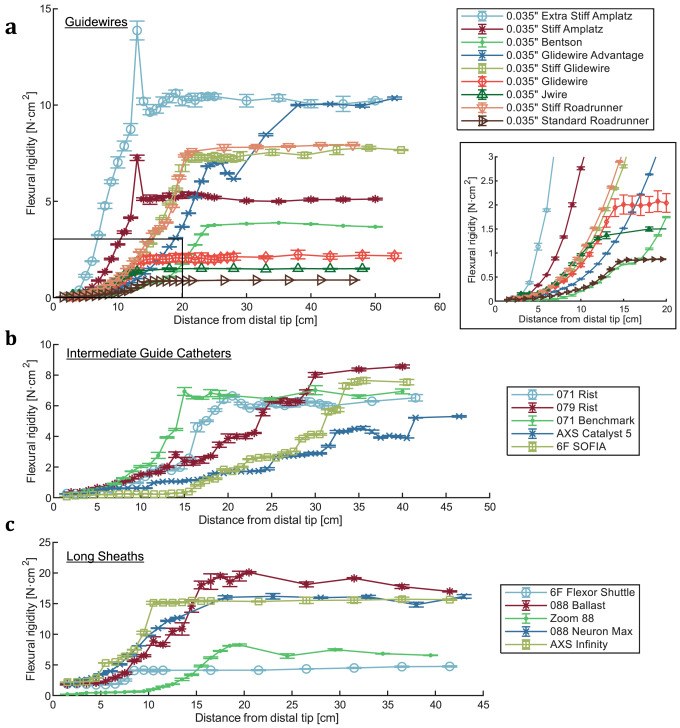 a
Guidewires
15
10
5
0
Flexural rigidity [N·cm²]
0 10 20 30 40 50 60
Distance from distal tip [cm]
0.035" Extra Stiff Amplatz
0.035" Stiff Amplatz
0.035" Bentson
0.035" Glidewire Advantage
0.035" Stiff Glidewire
0.035" Glidewire
0.035" Jwire
0.035" Stiff Roadrunner
0.035" Standard Roadrunner
3
2.5
2
1.5
1
0.5
0
Flexural rigidity [N·cm²]
0 5 10 15 20
Distance from distal tip [cm]
b
Intermediate Guide Catheters
10
8
6
4
2
0
Flexural rigidity [N·cm²]
0 5 10 15 20 25 30 35 40 45 50
Distance from distal tip [cm]
071 Rist
079 Rist
071 Benchmark
AXS Catalyst 5
6F SOFIA
c
Long Sheaths
25
20
15
10
5
0
Flexural rigidity [N·cm²]
0 5 10 15 20 25 30 35 40 45
Distance from distal tip [cm]
6F Flexor Shuttle
088 Ballast
Zoom 88
088 Neuron Max
AXS Infinity